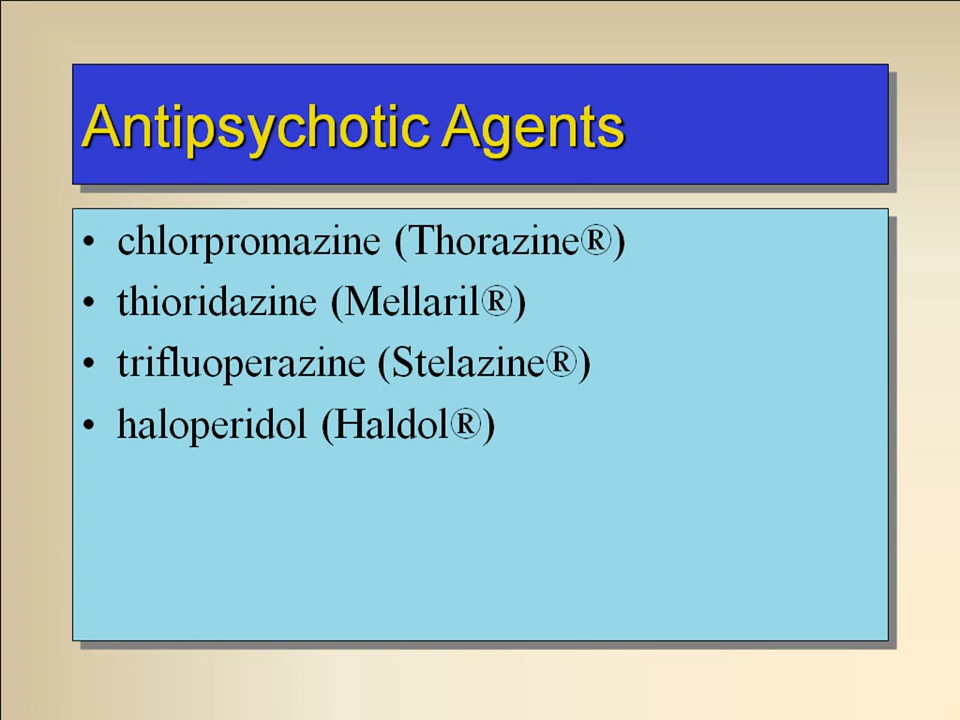 Antipsychotic Agents
• chlorpromazine (Thorazine®)
• thioridazine (Mellaril®)
• trifluoperazine (Stelazine®)
• haloperidol (Haldol®)